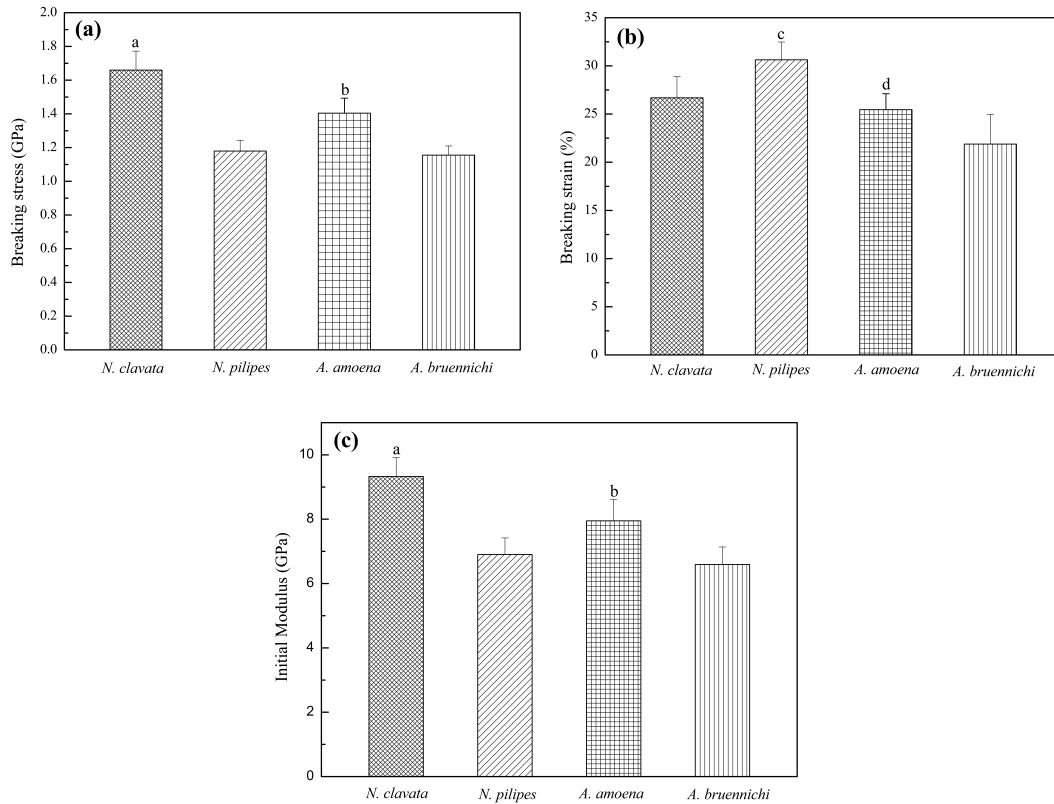 (a)
Breaking stress (GPa)
2.0
1.8
1.6
1.4
1.2
1.0
0.8
0.6
0.4
0.2
0.0
a
b
N. clavata N. pilipes A. amoena A. bruennichi
(b)
Breaking strain (%)
35
30
25
20
15
10
5
0
c
d
N. clavata N. pilipes A. amoena A. bruennichi
(c)
Initial Modulus (GPa)
10
8
6
4
2
0
a
b
N. clavata N. pilipes A. amoena A. bruennichi